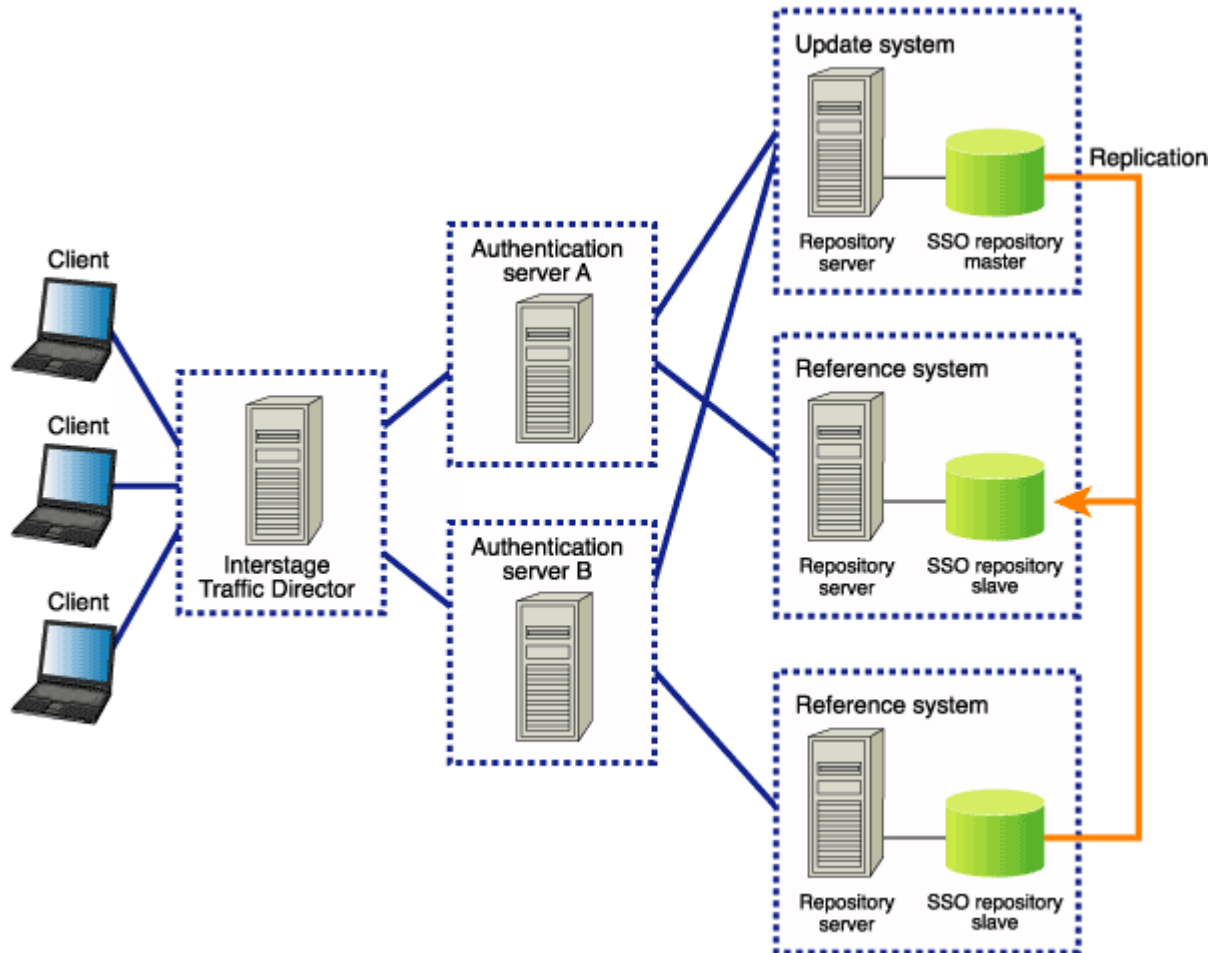 Update system
Repository
server
SSO repository
master
Replication
Client
Client
Client
Interstage
Traffic Director
Authentication
server A
Authentication
server B
Reference system
Repository
server
SSO repository
slave
Reference system
Repository
server
SSO repository
slave